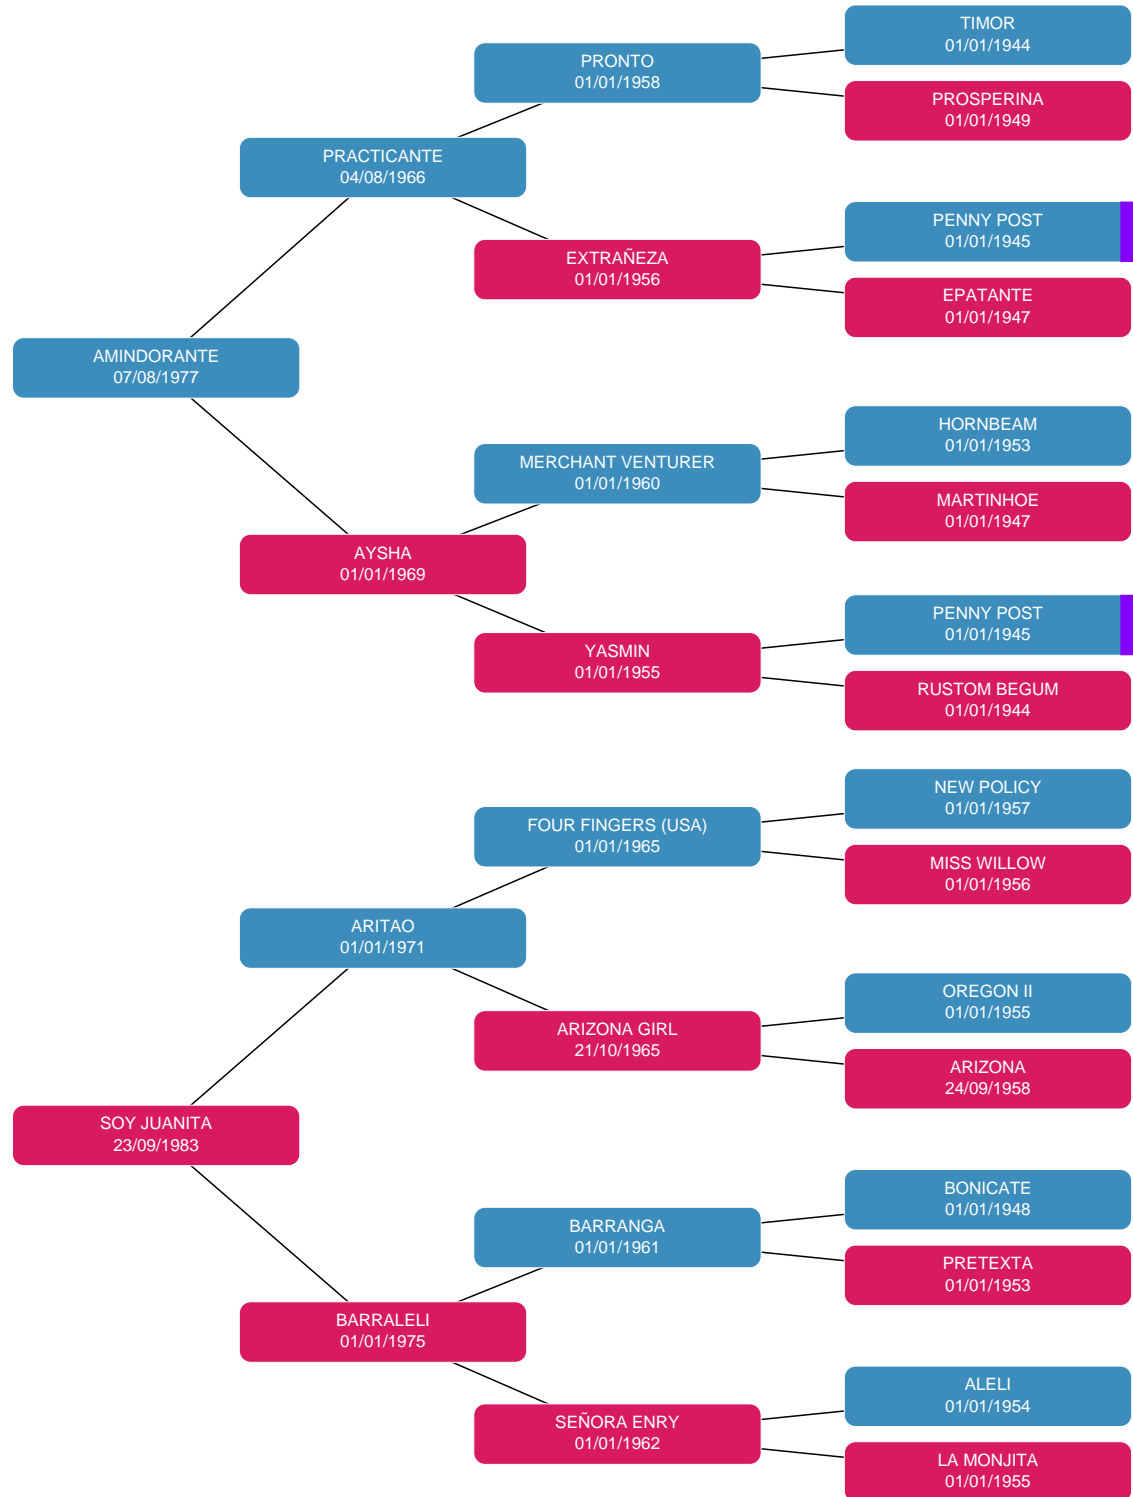 TIMOR
01/01/1944
PRONTO
01/01/1958
PROSPERINA
01/01/1949
PRACTICANTE
04/08/1966
PENNY POST
01/01/1945
EXTRAÑEZA
01/01/1956
EPATANTE
01/01/1947
AMINDORANTE
07/08/1977
HORNBEAM
01/01/1953
MERCHANT VENTURER
01/01/1960
MARTINHOE
01/01/1947
AYSHA
01/01/1969
PENNY POST
01/01/1945
YASMIN
01/01/1955
RUSTOM BEGUM
01/01/1944
NEW POLICY
01/01/1957
FOUR FINGERS (USA)
01/01/1965
MISS WILLOW
01/01/1956
ARITAO
01/01/1971
OREGON II
01/01/1955
ARIZONA GIRL
21/10/1965
ARIZONA
24/09/1958
SOY JUANITA
23/09/1983
BONICATE
01/01/1948
BARRANGA
01/01/1961
PRETEXTA
01/01/1953
BARRALELI
01/01/1975
ALELI
01/01/1954
SEÑORA ENRY
01/01/1962
LA MONJITA
01/01/1955